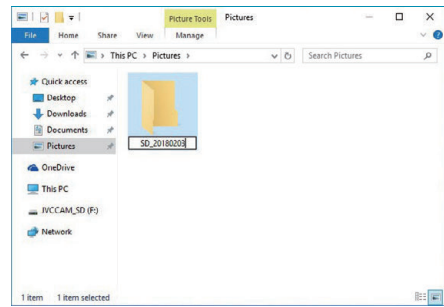 Picture Tools Pictures
File Home Share View Manage
This PC > Pictures >
Search Pictures
Quick access
Desktop
Downloads
Documents
Pictures
SD_20180203
OneDrive
This PC
JVCCAM_SD (F:)
Network
1 item 1 item selected